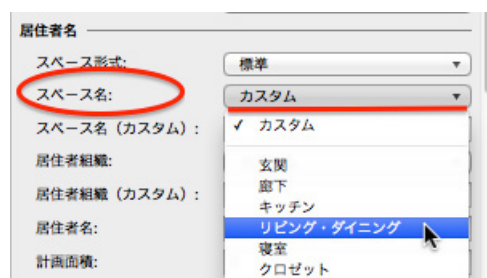 居住者名
スペース形式: 標準
スペース名: カスタム
スペース名（カスタム）: ✓ カスタム
居住者組織: 玄関
廊下
居住者組織（カスタム）: キッチン
居住者名: リビング・ダイニング
寝室
計画面積: クロゼット